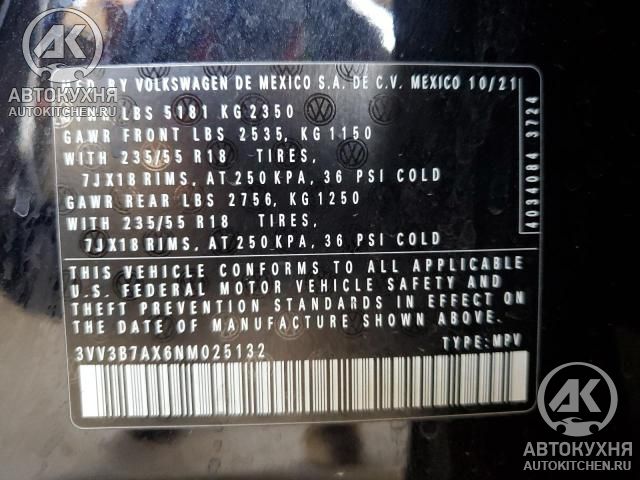 AK
АВТОКУХНЯ
AUTOKITCHEN.RU
MFD. BY VOLKSWAGEN DE MEXICO S.A. DE C.V. MEXICO 10/21
LBS 5181 KG 2350
GAWR FRONT LBS 2535, KG 1150
WITH 235/55 R18 TIRES,
7JX18 RIMS, AT 250 KPA, 36 PSI COLD
GAWR REAR LBS 2756, KG 1250
WITH 235/55 R18 TIRES,
7JX18 RIMS, AT 250 KPA, 36 PSI COLD
4034084 3724
THIS VEHICLE CONFORMS TO ALL APPLICABLE
U.S. FEDERAL MOTOR VEHICLE SAFETY AND
THEFT PREVENTION STANDARDS IN EFFECT ON
THE DATE OF MANUFACTURE SHOWN ABOVE.
3VV3B7AX6NM025132 TYPE: MPV
AK
АВТОКУХНЯ
AUTOKITCHEN.RU